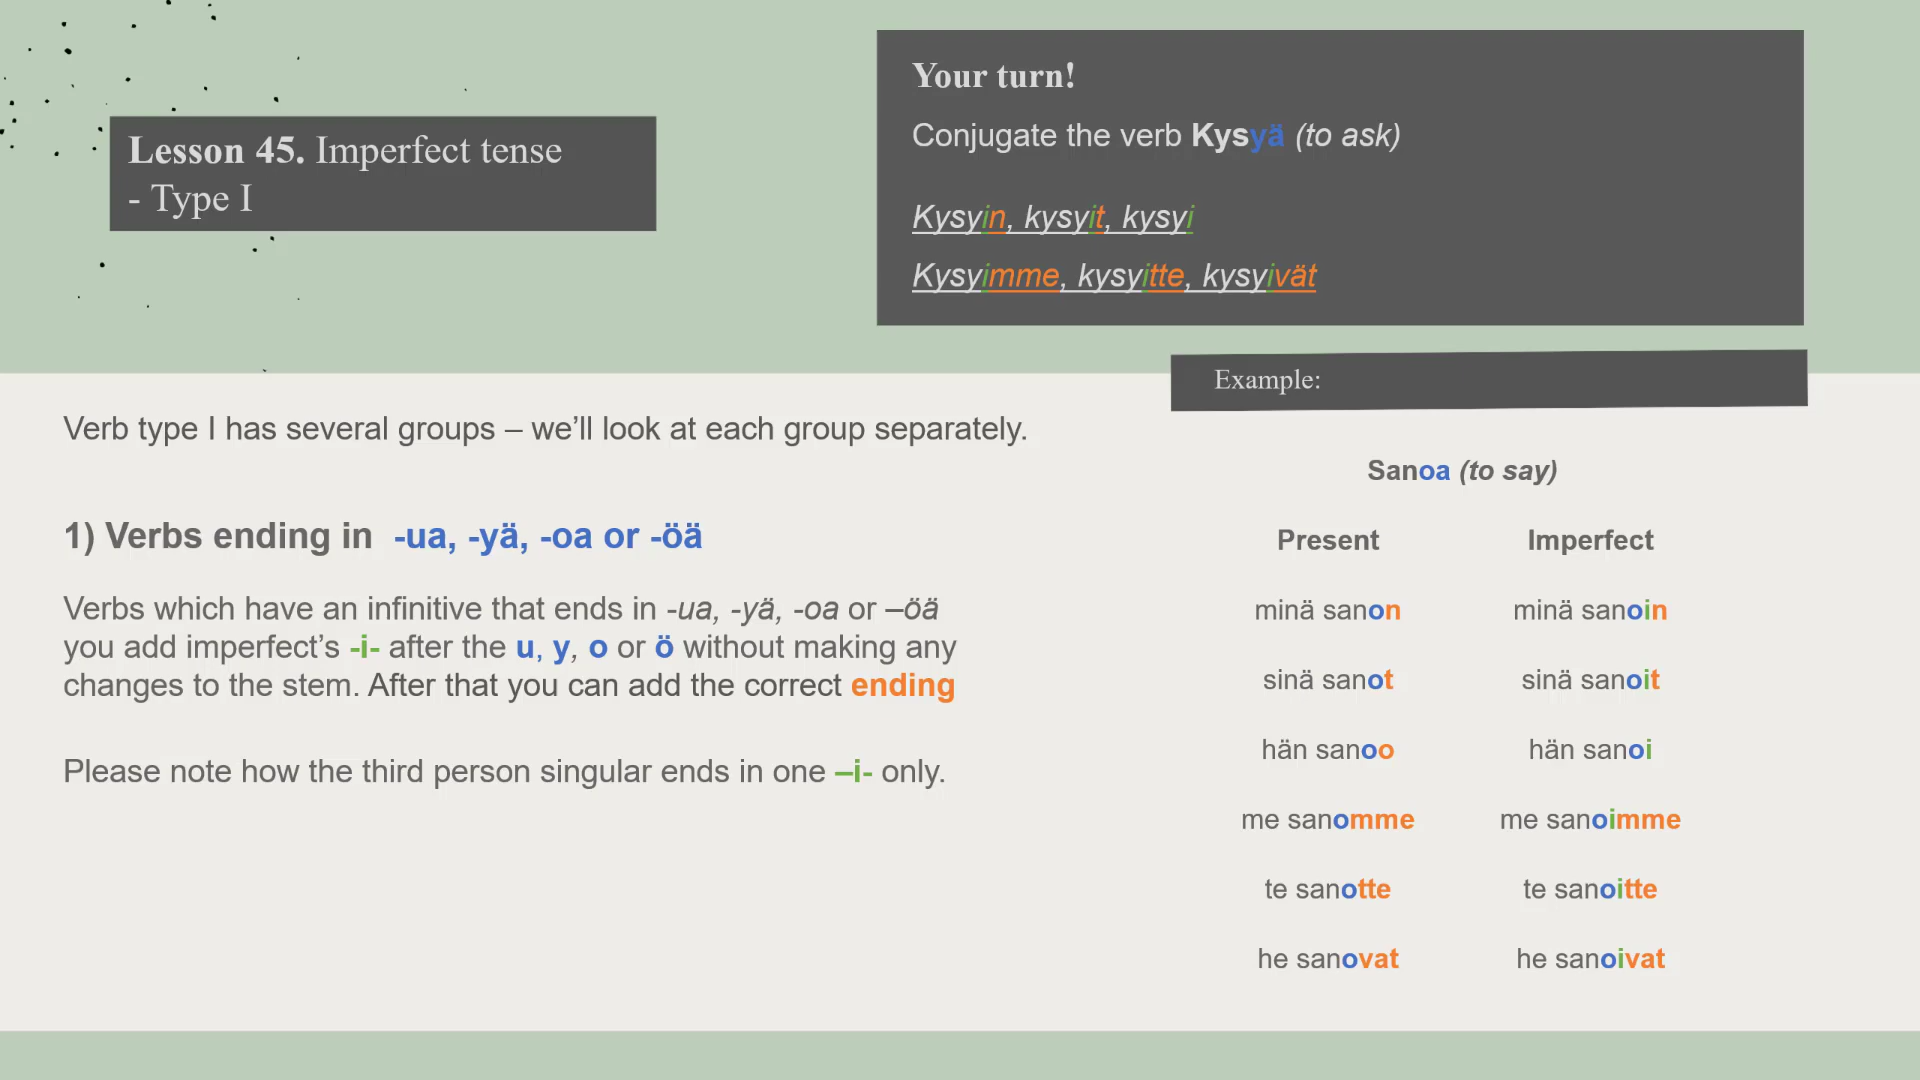 Lesson 45. Imperfect tense
- Type I
Your turn!
Conjugate the verb Kysyä (to ask)
Kysyin, kysyit, kysyi
Kysyimme, kysyitte, kysyivät
Verb type I has several groups – we’ll look at each group separately.
1) Verbs ending in -ua, -yä, -oa or -öä
Verbs which have an infinitive that ends in -ua, -yä, -oa or –öä
you add imperfect’s -i- after the u, y, o or ö without making any
changes to the stem. After that you can add the correct ending
Please note how the third person singular ends in one –i- only.
Example:
Sanoa (to say)
Present Imperfect
minä sanon minä sanoin
sinä sanot sinä sanoit
hän sanoo hän sanoi
me sanomme me sanoimme
te sanotte te sanoitte
he sanovat he sanoivat